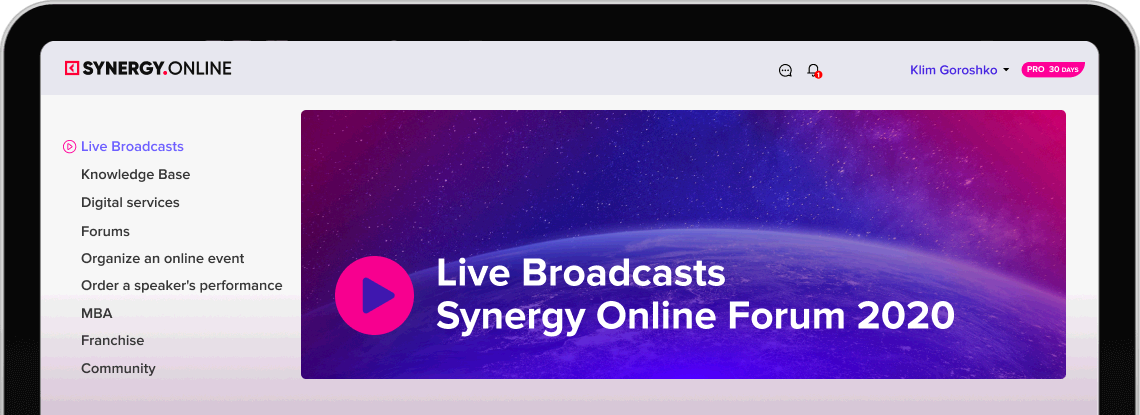 SYNERGY.ONLINE
1
Klim Goroshko
PRO 30 DAYS
Live Broadcasts
Knowledge Base
Digital services
Forums
Organize an online event
Order a speaker's performance
MBA
Franchise
Community
Live Broadcasts
Synergy Online Forum 2020